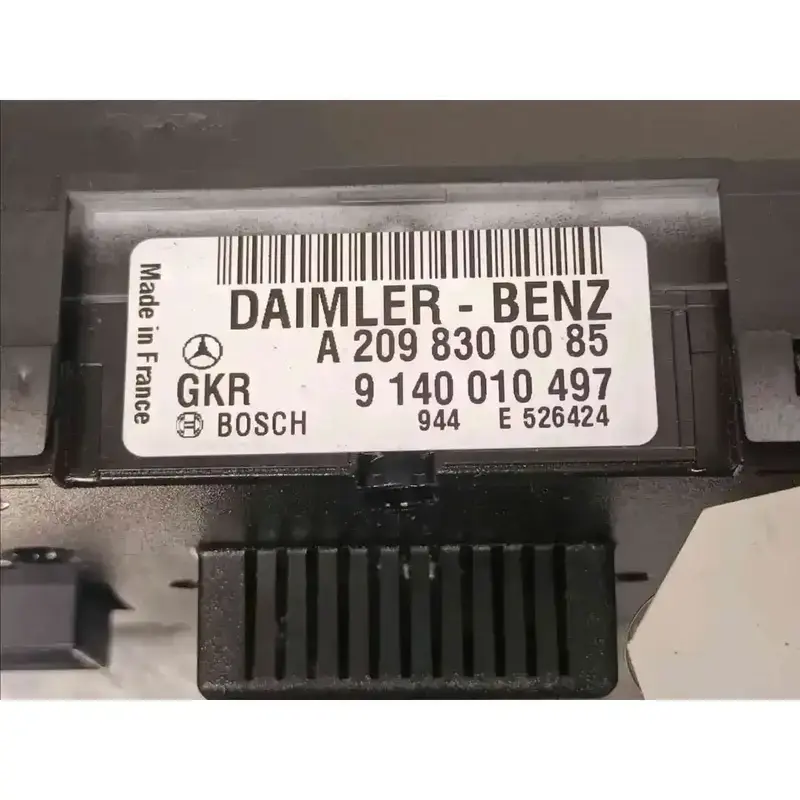 Made in France
DAIMLER - BENZ
A 209 830 00 85
GKR 9 140 010 497
BOSCH 944 E 526424